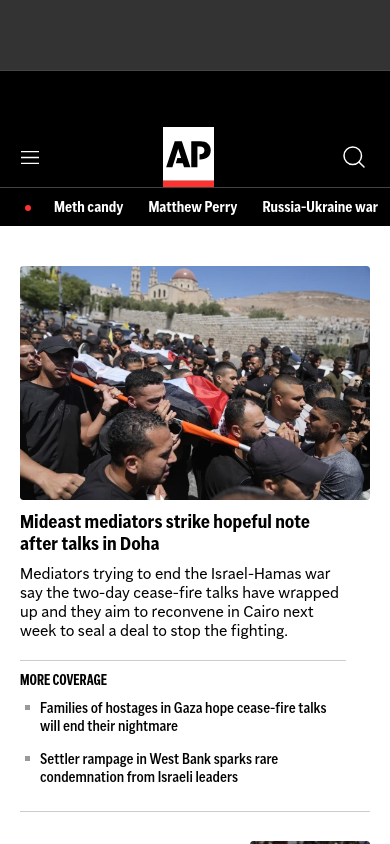 AP
Meth candy
Matthew Perry
Russia-Ukraine war
Mideast mediators strike hopeful note
after talks in Doha
Mediators trying to end the Israel-Hamas war
say the two-day cease-fire talks have wrapped
up and they aim to reconvene in Cairo next
week to seal a deal to stop the fighting.
MORE COVERAGE
Families of hostages in Gaza hope cease-fire talks
will end their nightmare
Settler rampage in West Bank sparks rare
condemnation from Israeli leaders